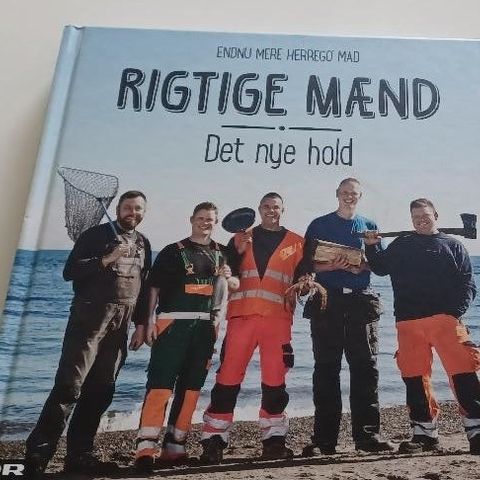 ENDNU MERE HERREGO' MAD
RIGTIGE MÆND
Det nye hold